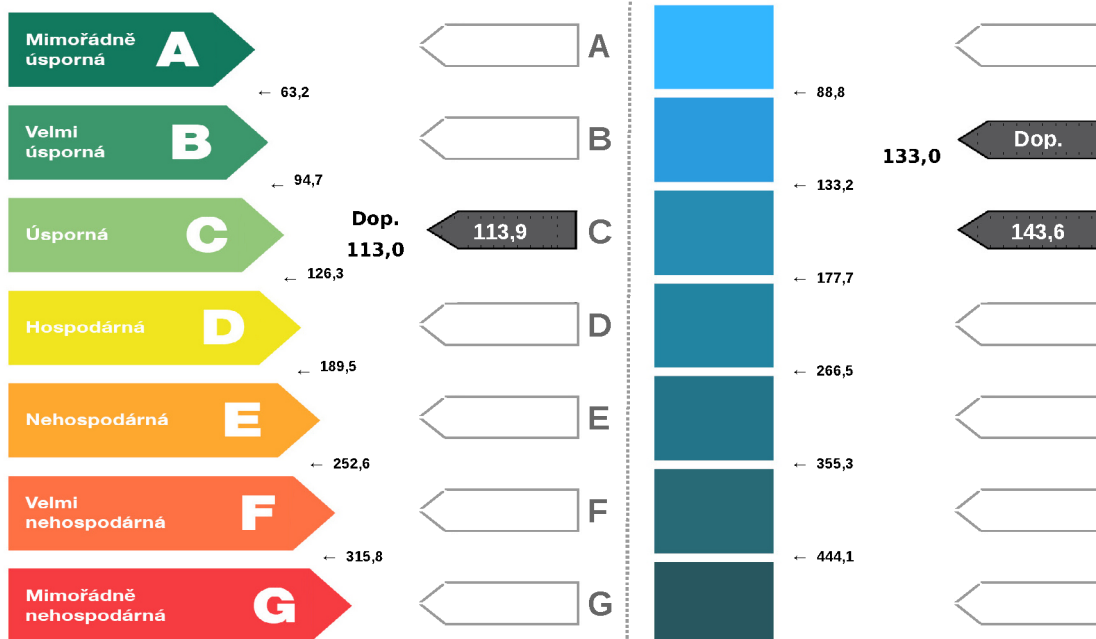 Mimořádně
úsporná
A
A
← 63,2
← 88,8
Velmi
úsporná
B
B
133,0
Dop.
← 94,7
← 133,2
Úsporná
C
Dop.
113,0
113,9
C
143,6
← 126,3
← 177,7
Hospodárná
D
D
← 189,5
← 266,5
Nehospodárná
E
E
← 252,6
← 355,3
Velmi
nehospodárná
F
F
← 315,8
← 444,1
Mimořádně
nehospodárná
G
G